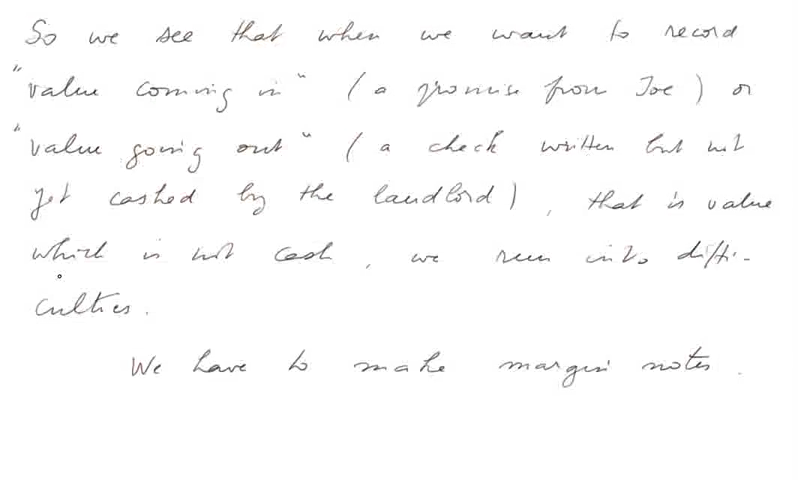 So we see that when we want to record
"value coming in" (a promise from Joe) or
"value going out" (a check written but not
yet cashed by the landlord), that is value
which is not cash, we run into diffi-
culties.
We have to make margin notes.